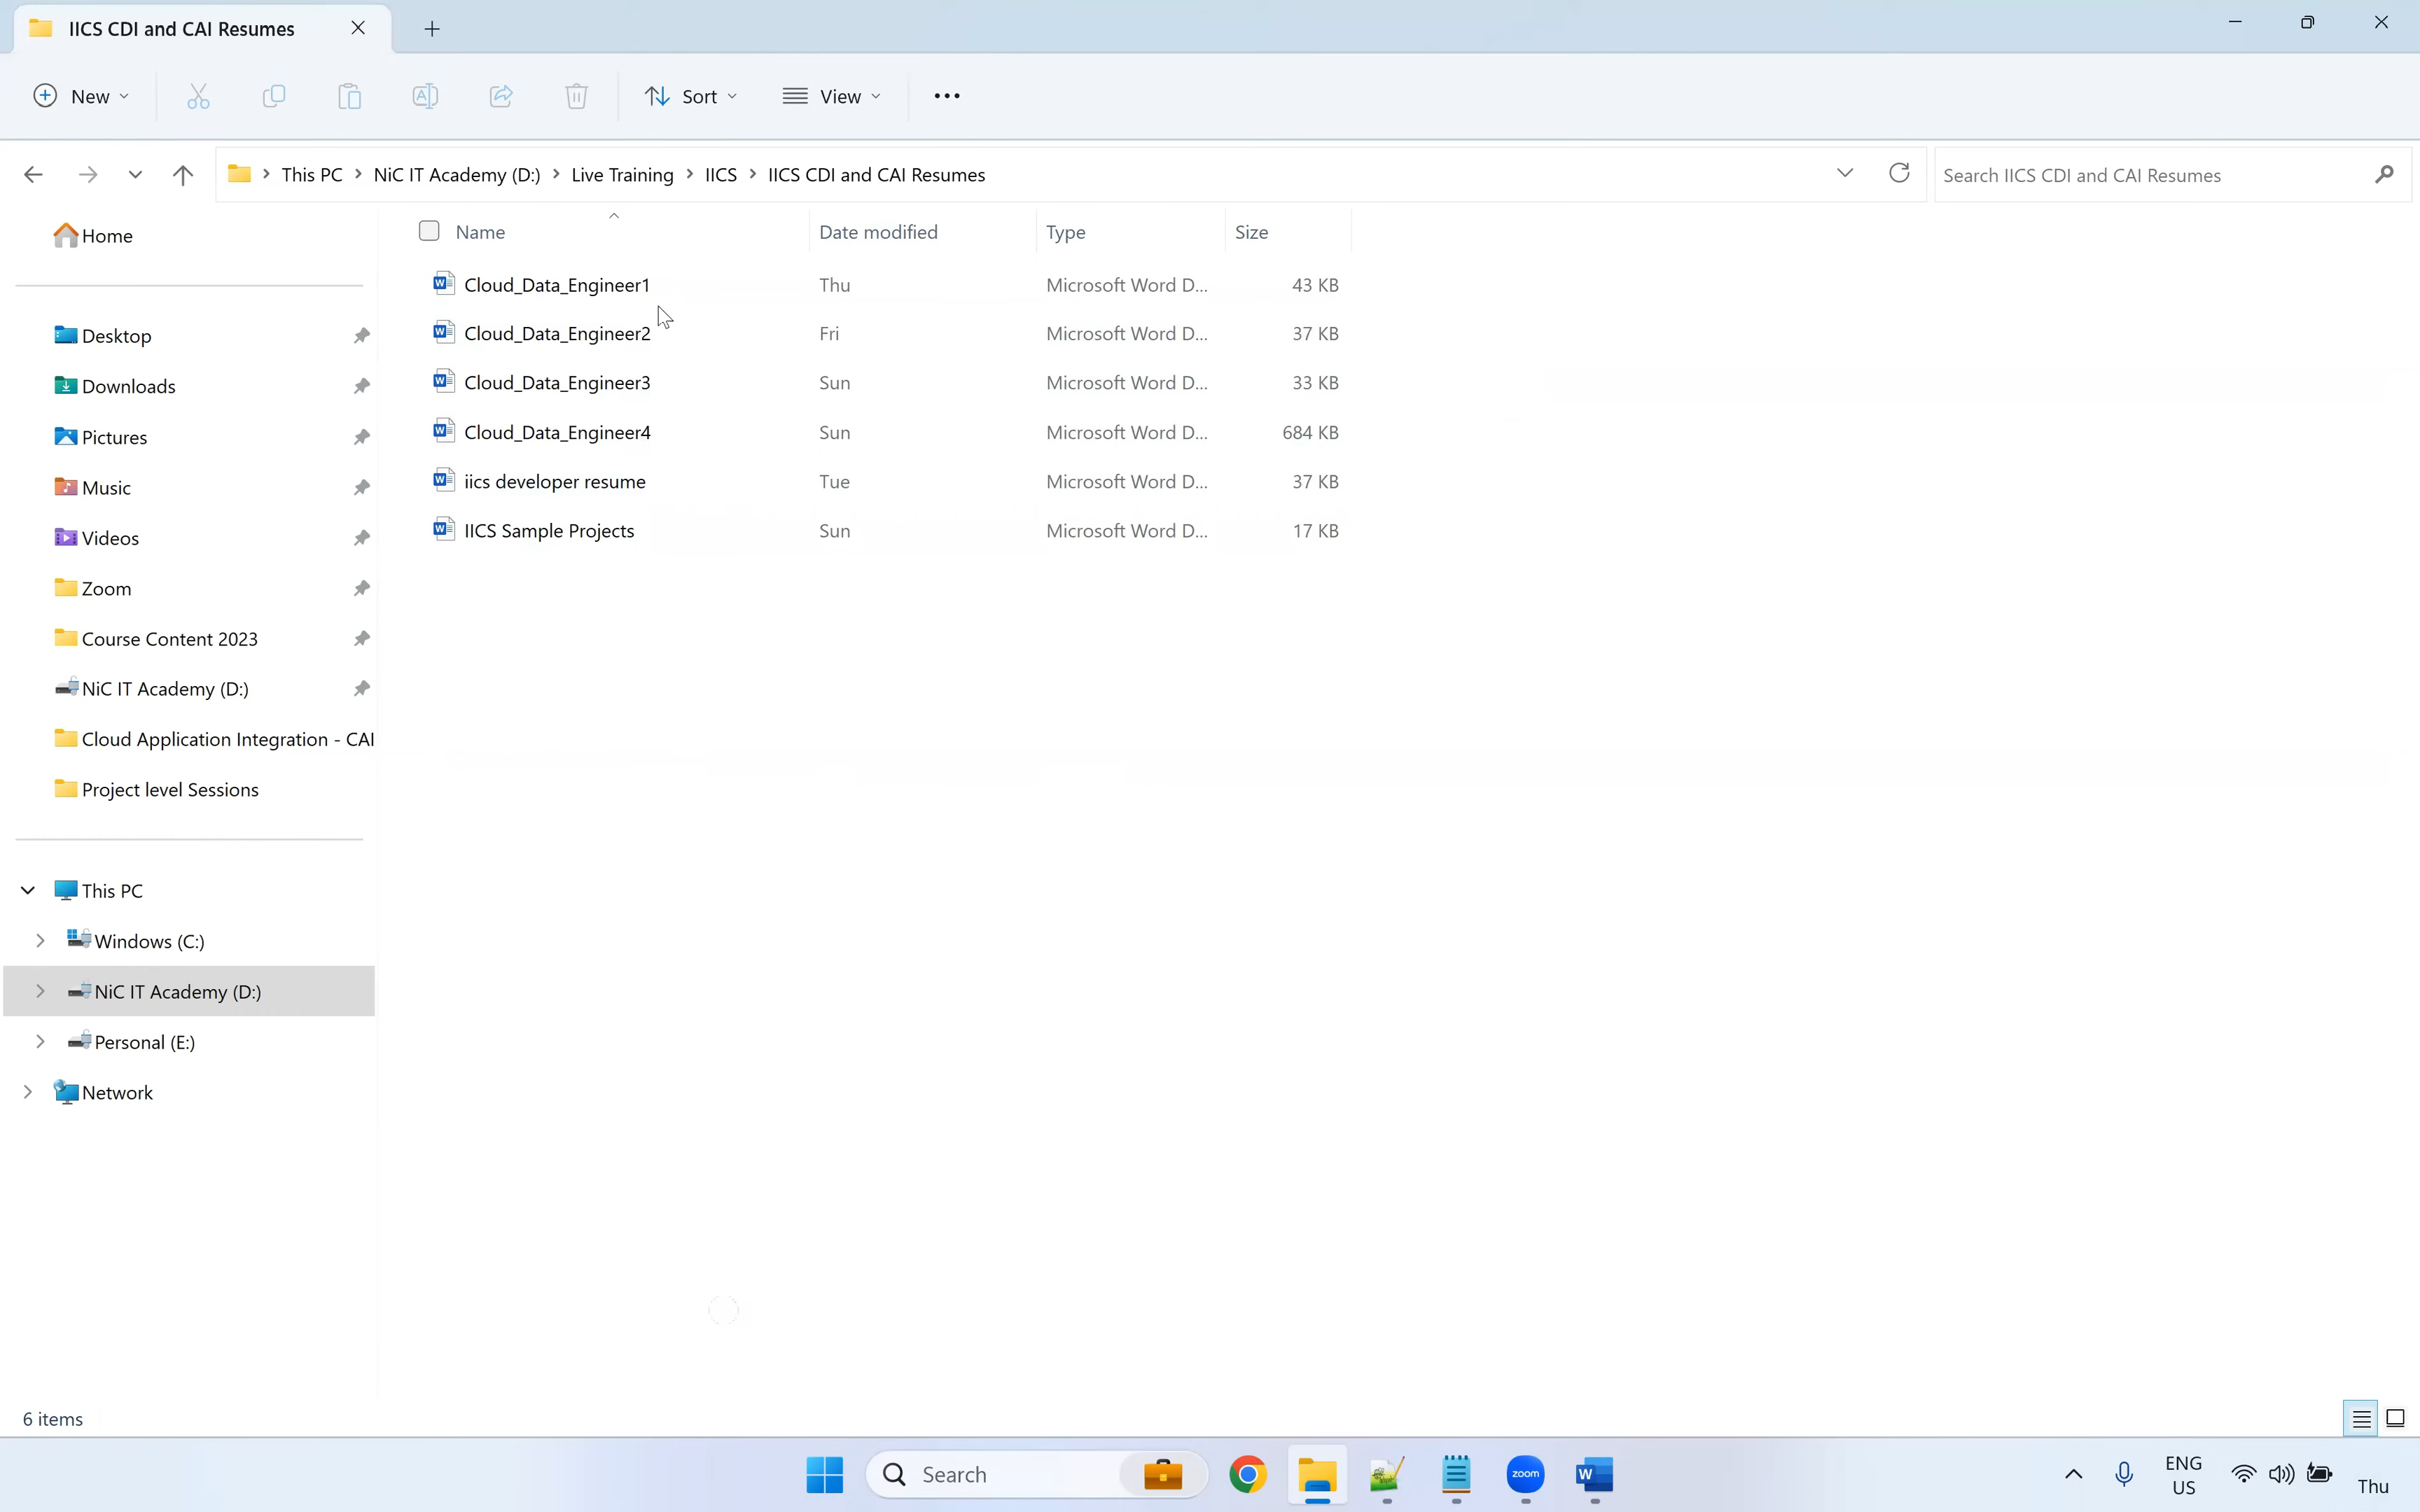 IICS CDI and CAI Resumes
New
Sort
View
This PC
NiC IT Academy (D:)
Live Training
IICS
IICS CDI and CAI Resumes
Search IICS CDI and CAI Resumes
Name Date modified Type Size
Cloud_Data_Engineer1 Thu Microsoft Word D... 43 KB
Cloud_Data_Engineer2 Fri Microsoft Word D... 37 KB
Cloud_Data_Engineer3 Sun Microsoft Word D... 33 KB
Cloud_Data_Engineer4 Sun Microsoft Word D... 684 KB
iics developer resume Tue Microsoft Word D... 37 KB
IICS Sample Projects Sun Microsoft Word D... 17 KB
Home
Desktop
Downloads
Pictures
Music
Videos
Zoom
Course Content 2023
NiC IT Academy (D:)
Cloud Application Integration - CAI
Project level Sessions
This PC
Windows (C:)
NiC IT Academy (D:)
Personal (E:)
Network
6 items
Search
zoom
ENG
US
Thu